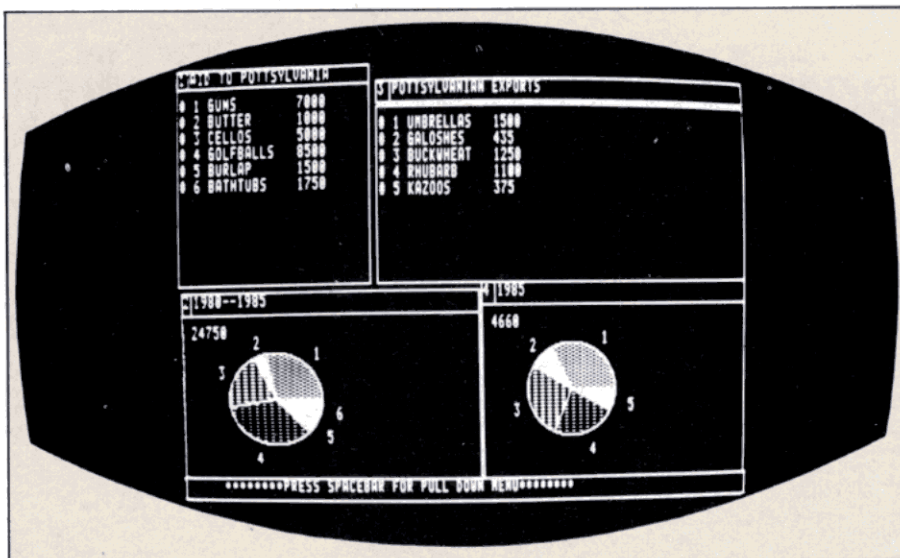 AID TO POTTSYLVANIA
# 1 GUNS 7000
# 2 BUTTER 1000
# 3 CELLOS 5000
# 4 GOLFBALLS 8500
# 5 BURLAP 1500
# 6 BATHTUBS 1750
3 POTTSYLVANIAN EXPORTS
# 1 UMBRELLAS 1500
# 2 GALOSHES 435
# 3 BUCKWHEAT 1250
# 4 RHUBARB 1100
# 5 KAZOOS 375
1980--1985
24750
1
2
3
4
5
6
4 1985
4660
1
2
3
4
5
********PRESS SPACEBAR FOR PULL DOWN MENU********